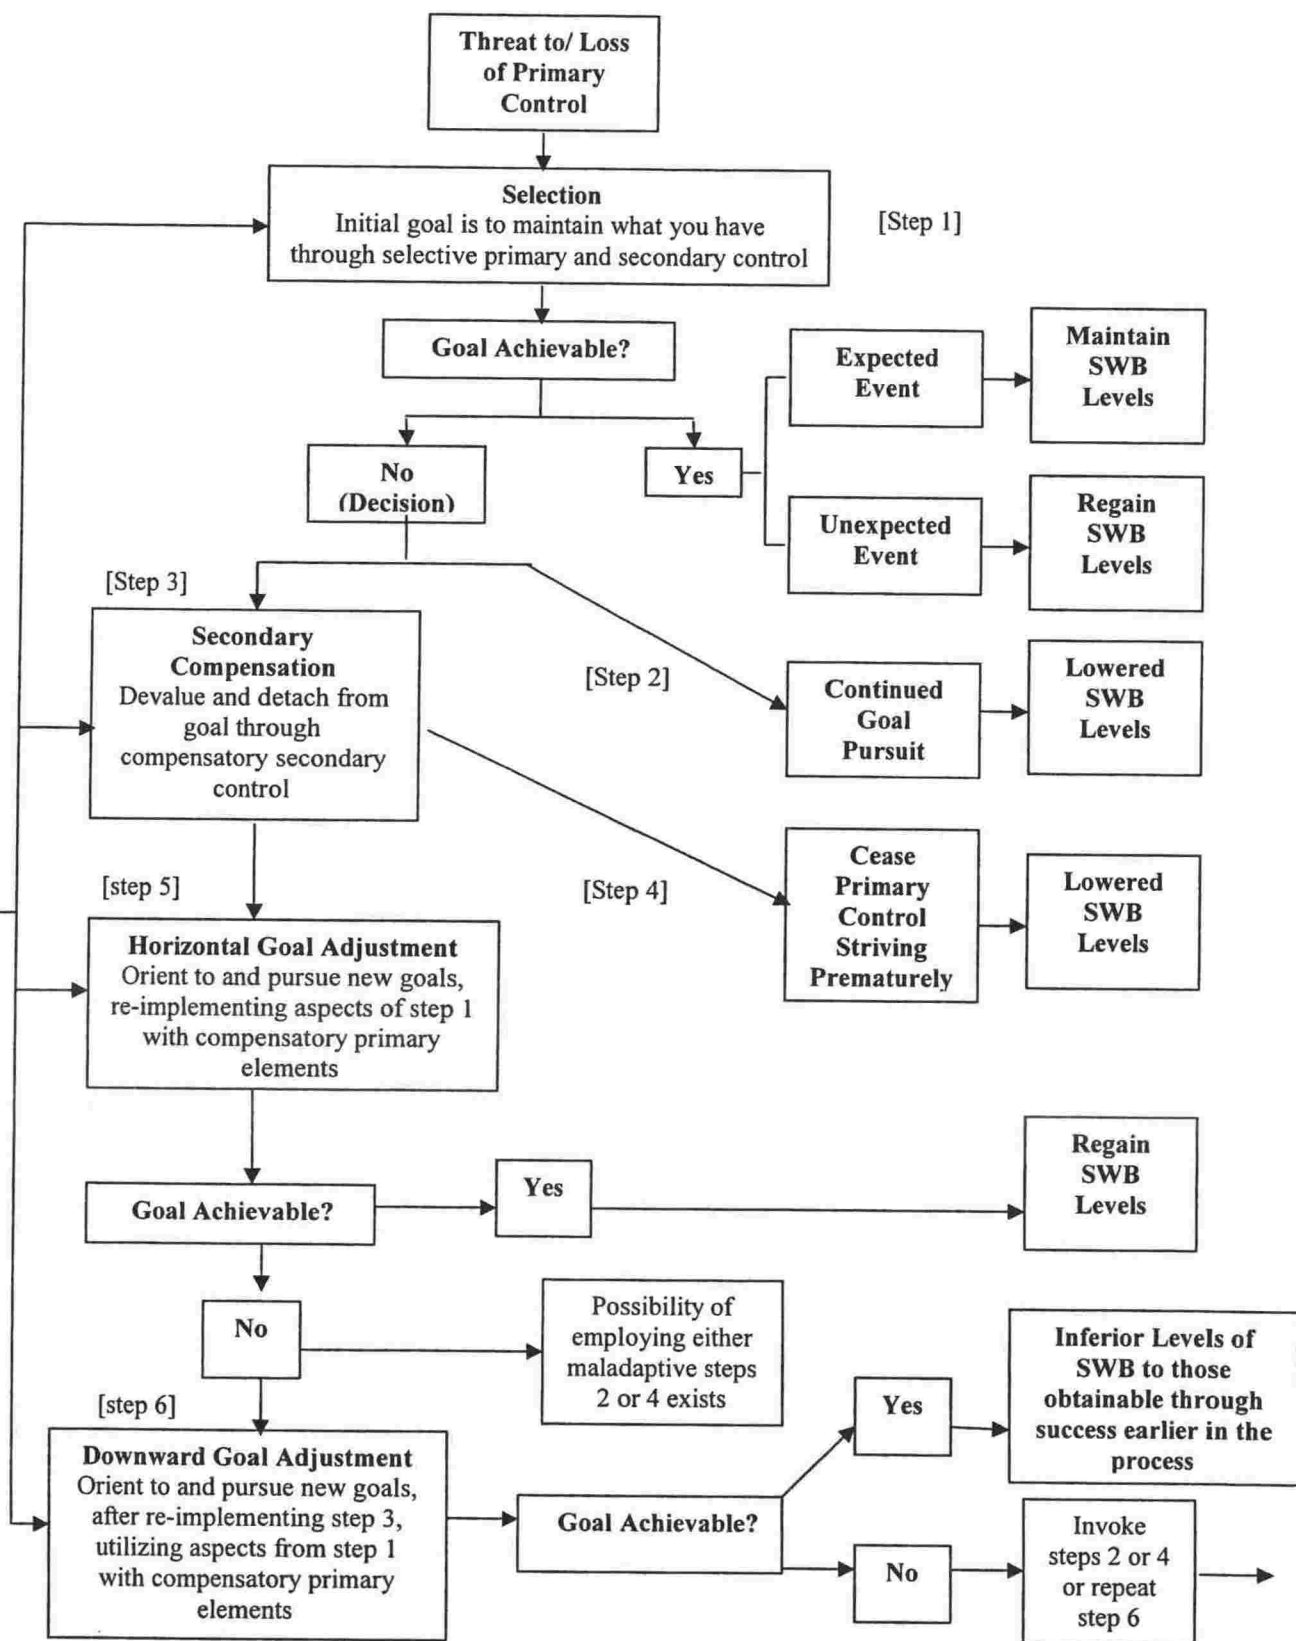 Threat to/ Loss
of Primary
Control
Selection
Initial goal is to maintain what you have
through selective primary and secondary control
[Step 1]
Goal Achievable?
Expected
Event
Maintain
SWB
Levels
No
(Decision)
Yes
Unexpected
Event
Regain
SWB
Levels
[Step 3]
Secondary
Compensation
Devalue and detach from
goal through
compensatory secondary
control
[Step 2]
Continued
Goal
Pursuit
Lowered
SWB
Levels
[Step 4]
Cease
Primary
Control
Striving
Prematurely
Lowered
SWB
Levels
[step 5]
Horizontal Goal Adjustment
Orient to and pursue new goals,
re-implementing aspects of step 1
with compensatory primary
elements
Goal Achievable?
Yes
Regain
SWB
Levels
No
Possibility of
employing either
maladaptive steps
2 or 4 exists
[step 6]
Downward Goal Adjustment
Orient to and pursue new goals,
after re-implementing step 3,
utilizing aspects from step 1
with compensatory primary
elements
Goal Achievable?
Yes
Inferior Levels of
SWB to those
obtainable through
success earlier in the
process
No
Invoke
steps 2 or 4
or repeat
step 6